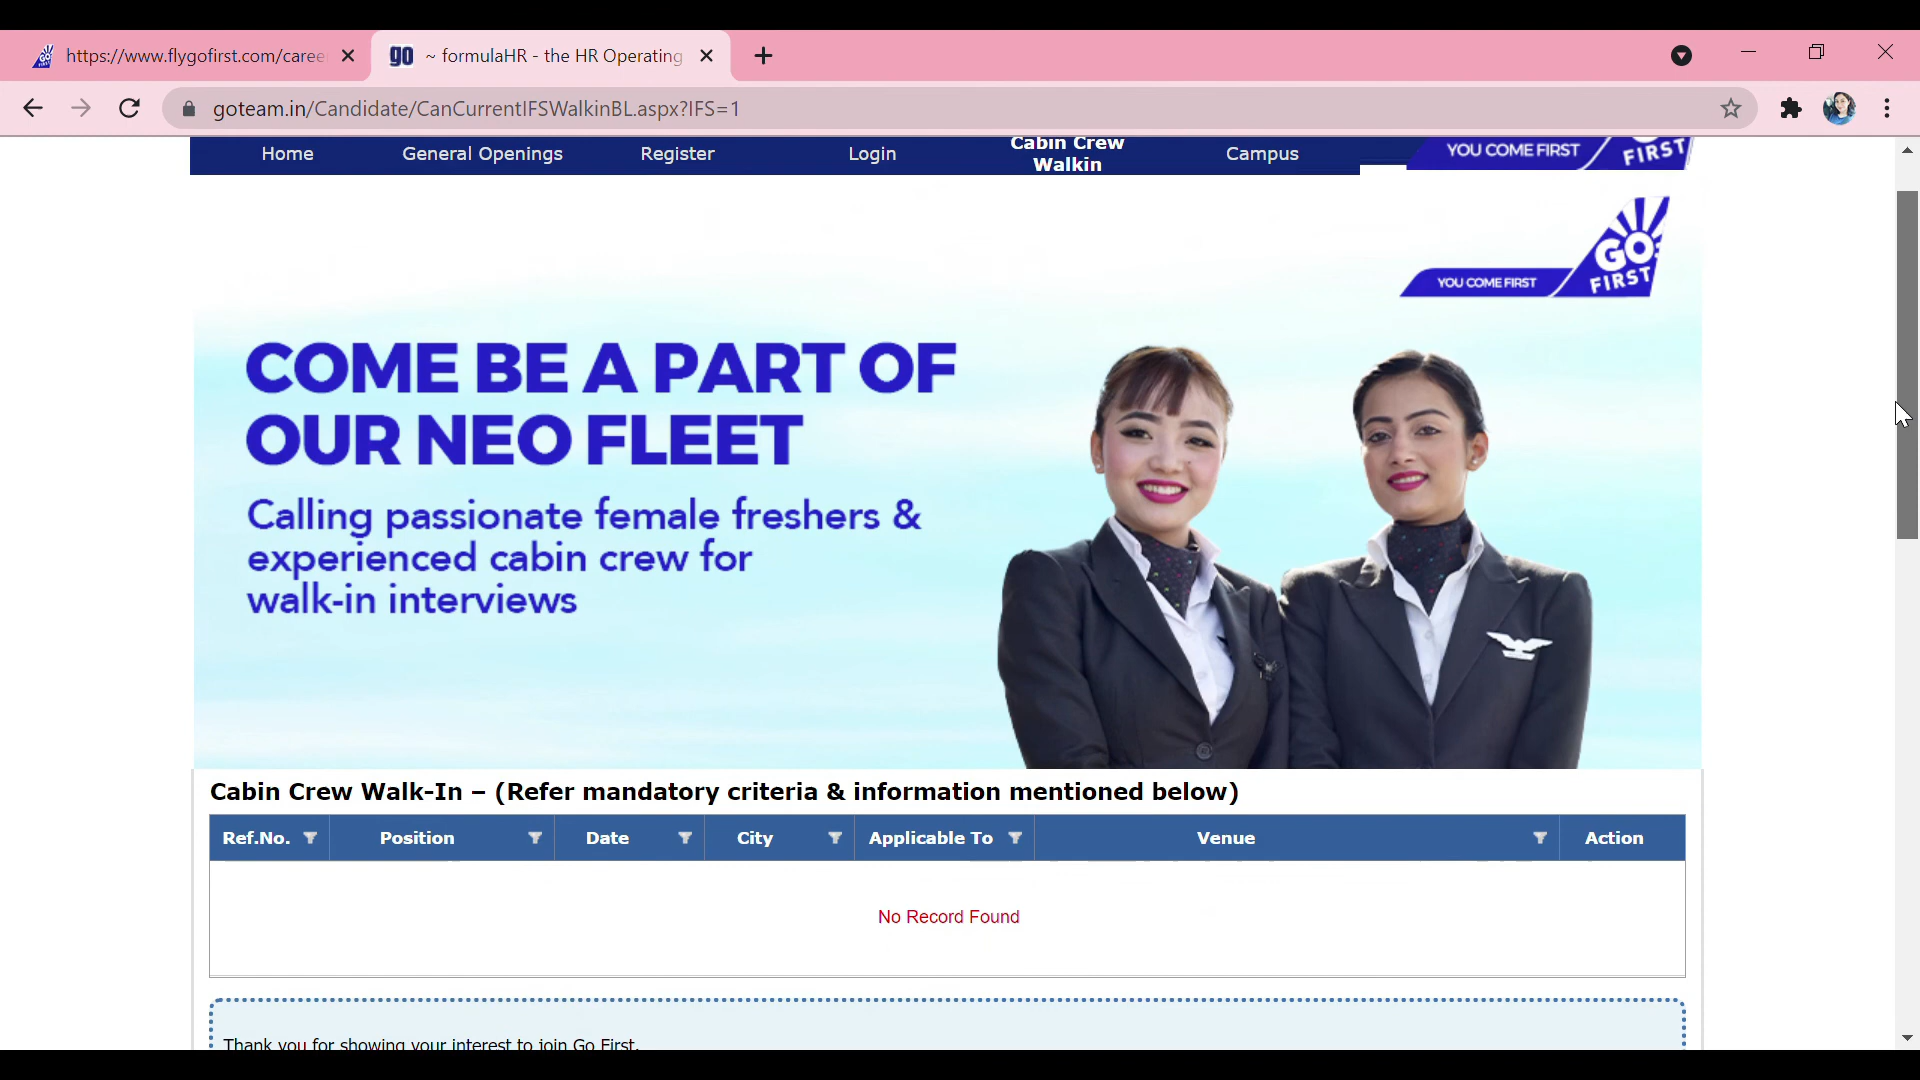 https://www.flygofirst.com/caree
go ~ formulaHR - the HR Operating
goteam.in/Candidate/CanCurrentIFSWalkinBL.aspx?IFS=1
Home
General Openings
Register
Login
Cabin Crew
Walkin
Campus
YOU COME FIRST
FIRST
YOU COME FIRST
GO
FIRST
COME BE A PART OF
OUR NEO FLEET
Calling passionate female freshers &
experienced cabin crew for
walk-in interviews
Cabin Crew Walk-In – (Refer mandatory criteria & information mentioned below)
Ref.No. Position Date City Applicable To Venue Action
No Record Found
Thank you for showing your interest to join Go First.